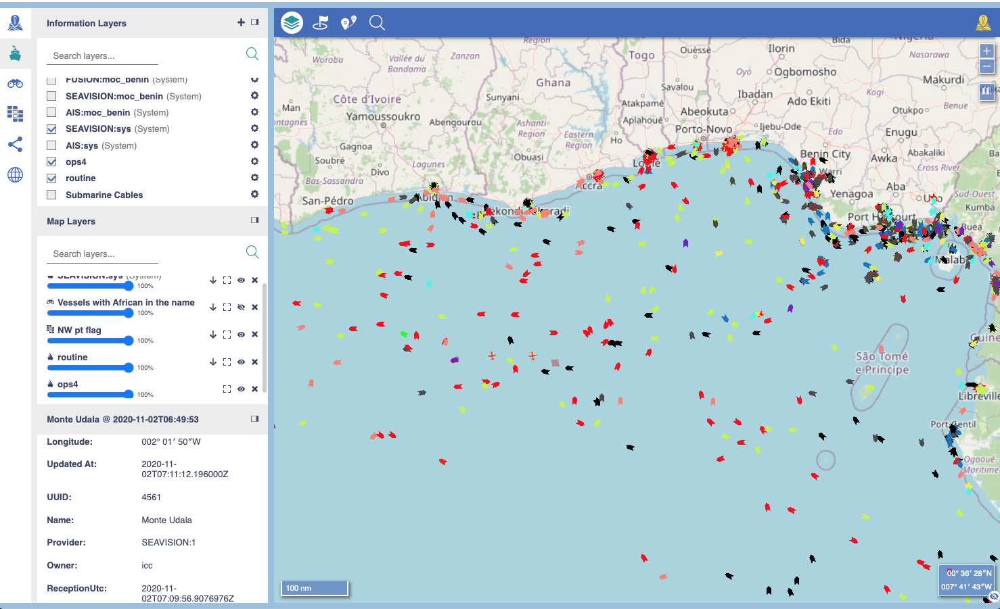 Information Layers
Search layers...
FUSION:moc_benin (System)
SEAVISION:moc_benin (System)
AIS:moc_benin (System)
SEAVISION:sys (System)
AIS:sys (System)
ops4
routine
Submarine Cables
Map Layers
Search layers...
SEAVISION:sys (System)
100%
Vessels with African in the name
100%
NW pt flag
100%
routine
100%
ops4
100%
Monte Udala @ 2020-11-02T06:49:53
Longitude: 002° 01′ 50″W
Updated At: 2020-11-
02T07:11:12.196000Z
UUID: 4561
Name: Monte Udala
Provider: SEAVISION:1
Owner: icc
ReceptionUtc: 2020-11-
02T07:09:56.9076976Z
Region
Woroba
Vallée du
Bandama
Zanzan
Togo
Ouèsse
Ilorin
Bida
Nigeria
Nasarawa
Ghana
Oyo
Ogbomosho
Makurdi
Côte d'Ivoire
Savalou
Ibadan
Kogi
Man
Sunyani
Atakpamé
Abeokuta
Ado Ekiti
Otukpo
Benue
ontagnes
Yamoussoukro
Abengourou
Ashanti
Region
Aplahoué
Porto-Novo
Ijebu-Ode
Edo
Enugu
Eastern
Region
Ho
Gagnoa
Obuasi
Benin City
Awka
Abakaliki
Soubré
Divo
Lagunes
Lomé
Warri
Cross River
Bas-Sassandra
Accra
Aba
Yenagoa
Uyo
Sud-Ouest
San-Pédro
Abidjan
Kumba
Port Harcourt
Buea
Malab
Guine
São Tomé
e Príncipe
Libreville
Port-Gentil
Ogooué-
Maritime
100 nm
00° 36′ 28″N
007° 41′ 43″W